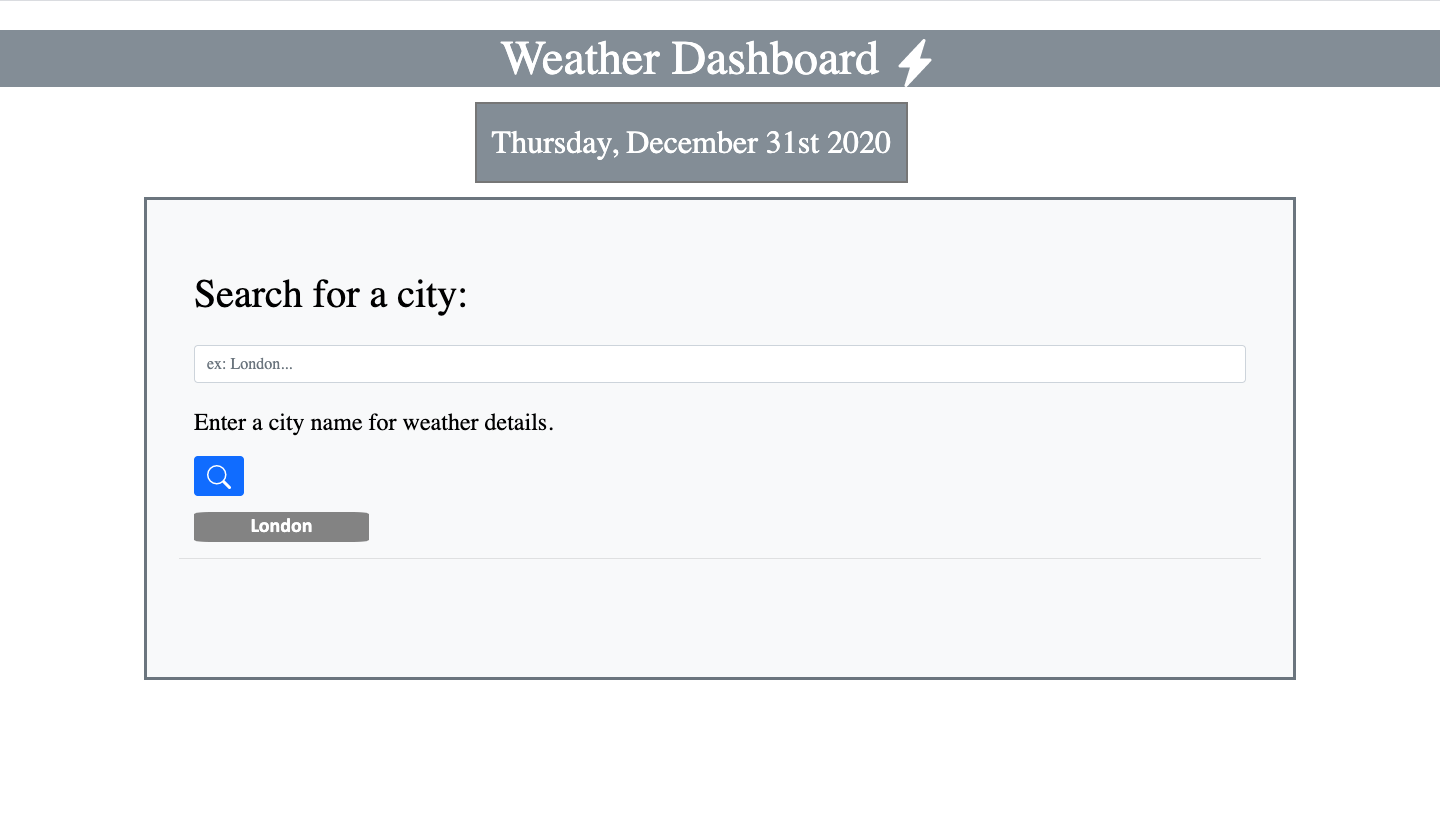 Weather Dashboard
Thursday, December 31st 2020
Search for a city:
ex: London...
Enter a city name for weather details.
London